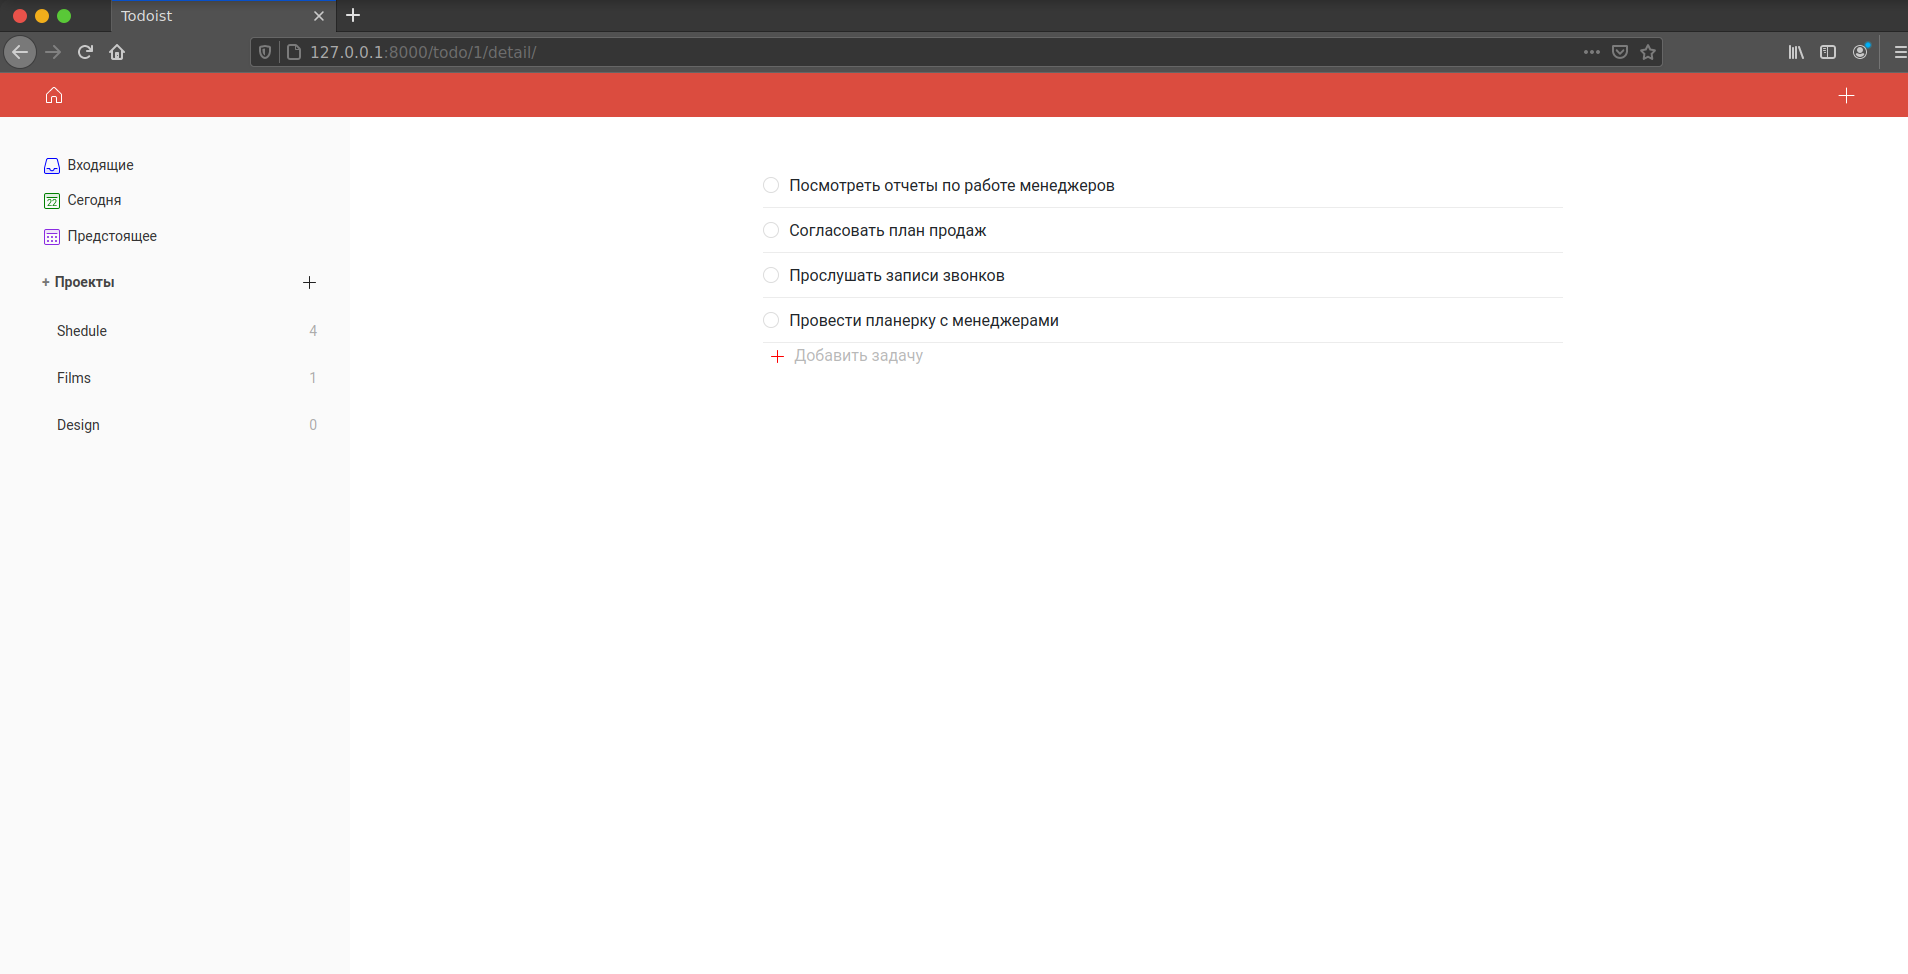 Todoist
127.0.0.1:8000/todo/1/detail/
Входящие
22 Сегодня
Предстоящее
+ Проекты
Shedule 4
Films 1
Design 0
Посмотреть отчеты по работе менеджеров
Согласовать план продаж
Прослушать записи звонков
Провести планерку с менеджерами
Добавить задачу